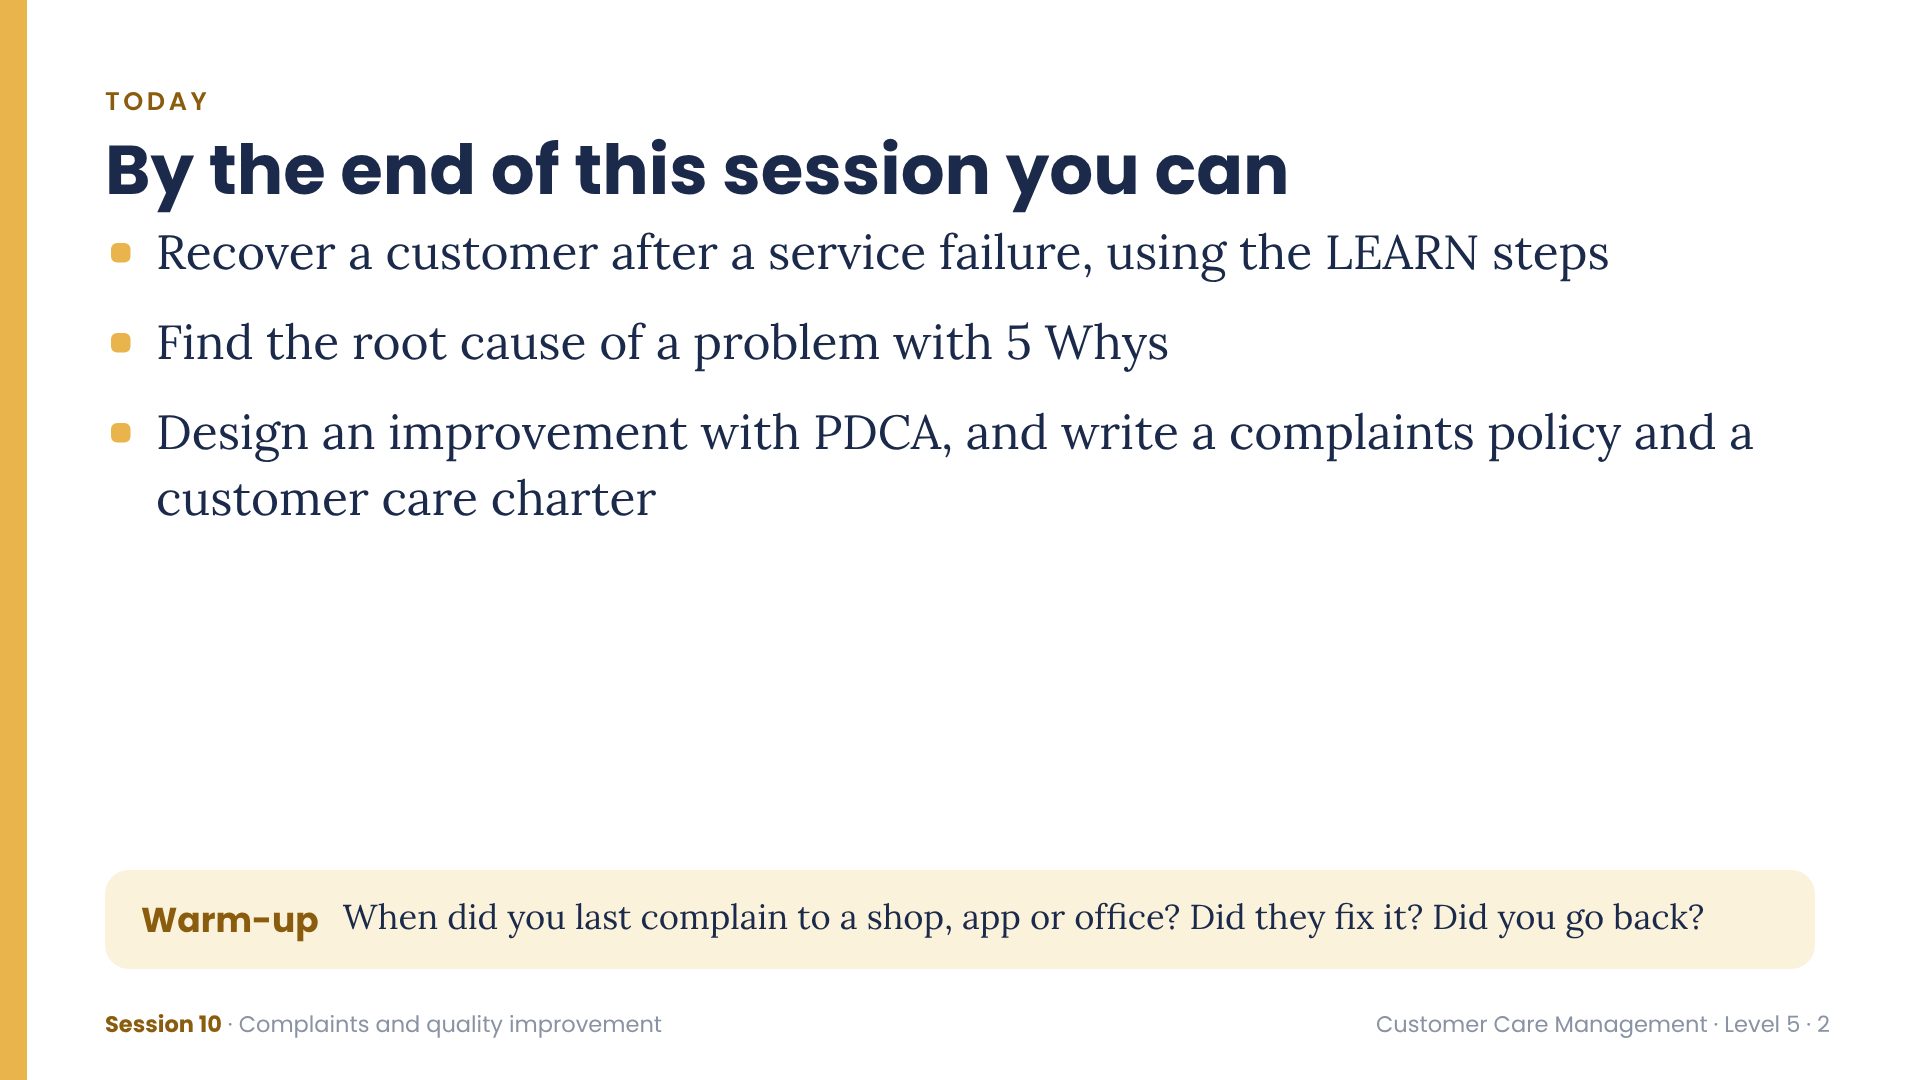 TODAY
By the end of this session you can
Recover a customer after a service failure, using the LEARN steps
Find the root cause of a problem with 5 Whys
Design an improvement with PDCA, and write a complaints policy and a
customer care charter
Warm-up When did you last complain to a shop, app or office? Did they fix it? Did you go back?
Session 10 · Complaints and quality improvement
Customer Care Management · Level 5 · 2